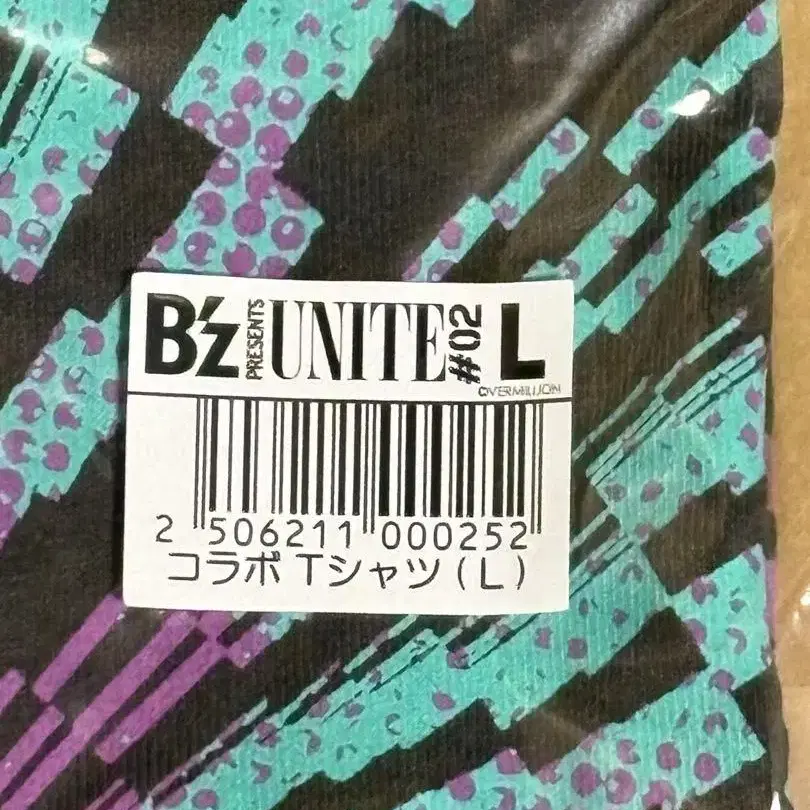 B'z PRESENTS UNITE #02 L
OVERMILLION
2 506211 000252
コラボTシャツ(L)